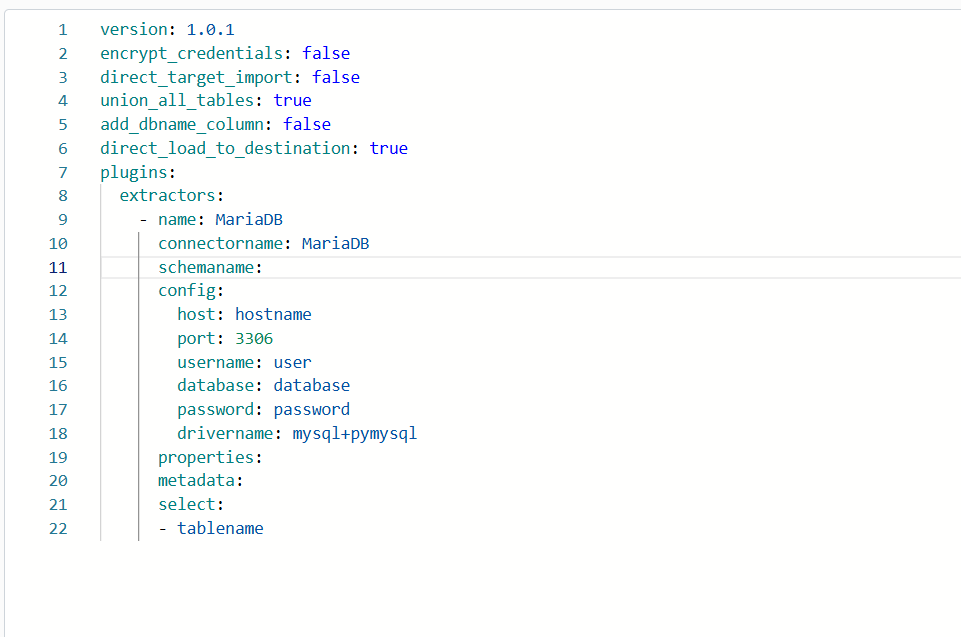 1 version: 1.0.1
2 encrypt_credentials: false
3 direct_target_import: false
4 union_all_tables: true
5 add_dbname_column: false
6 direct_load_to_destination: true
7 plugins:
8   extractors:
9     - name: MariaDB
10       connectorname: MariaDB
11       schemaname:
12       config:
13         host: hostname
14         port: 3306
15         username: user
16         database: database
17         password: password
18         drivername: mysql+pymysql
19       properties:
20       metadata:
21       select:
22       - tablename